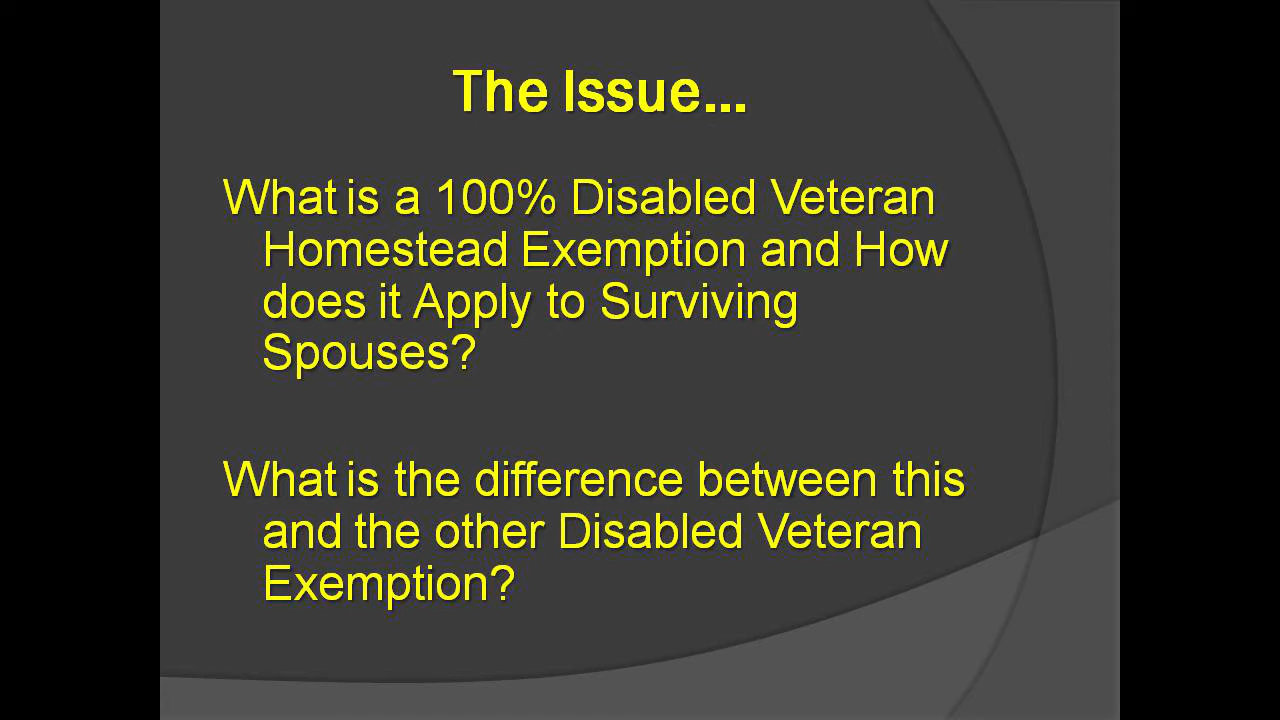 The Issue...
What is a 100% Disabled Veteran
Homestead Exemption and How
does it Apply to Surviving
Spouses?
What is the difference between this
and the other Disabled Veteran
Exemption?